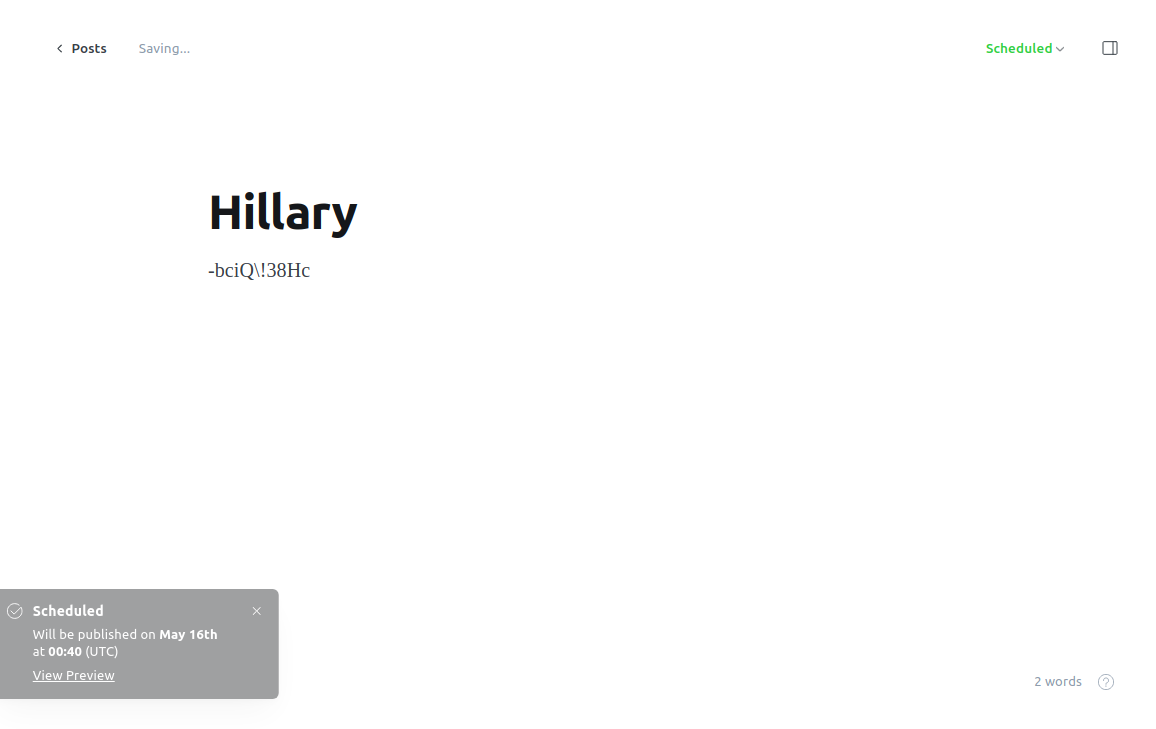 Posts
Saving...
Scheduled
Hillary
-bciQ\!38Hc
Scheduled
Will be published on May 16th
at 00:40 (UTC)
View Preview
2 words